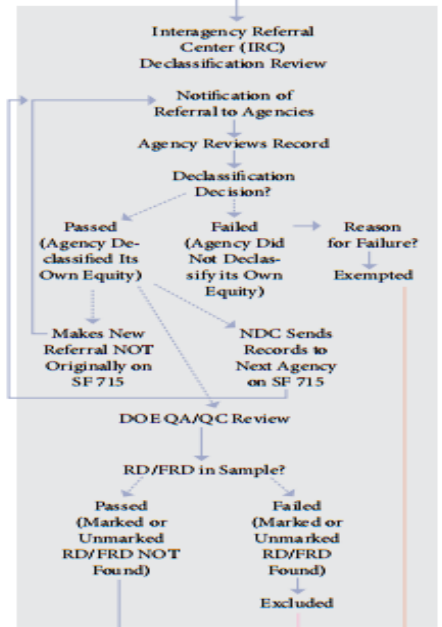 Interagency Referral
Center (IRC)
Declassification Review
Notification of
Referral to Agencies
Agency Reviews Record
Declassification
Decision?
Passed
(Agency De-
classified Its
Own Equity)
Failed
(Agency Did
Not Declas-
sify its Own
Equity)
Reason
for Failure?
Exempted
Makes New
Referral NOT
Originally on
SF 715
NDC Sends
Records to
Next Agency
on SF 715
DOE QA/QC Review
RD/FRD in Sample?
Passed
(Marked or
Unmarked
RD/FRD NOT
Found)
Failed
(Marked or
Unmarked
RD/FRD
Found)
Excluded